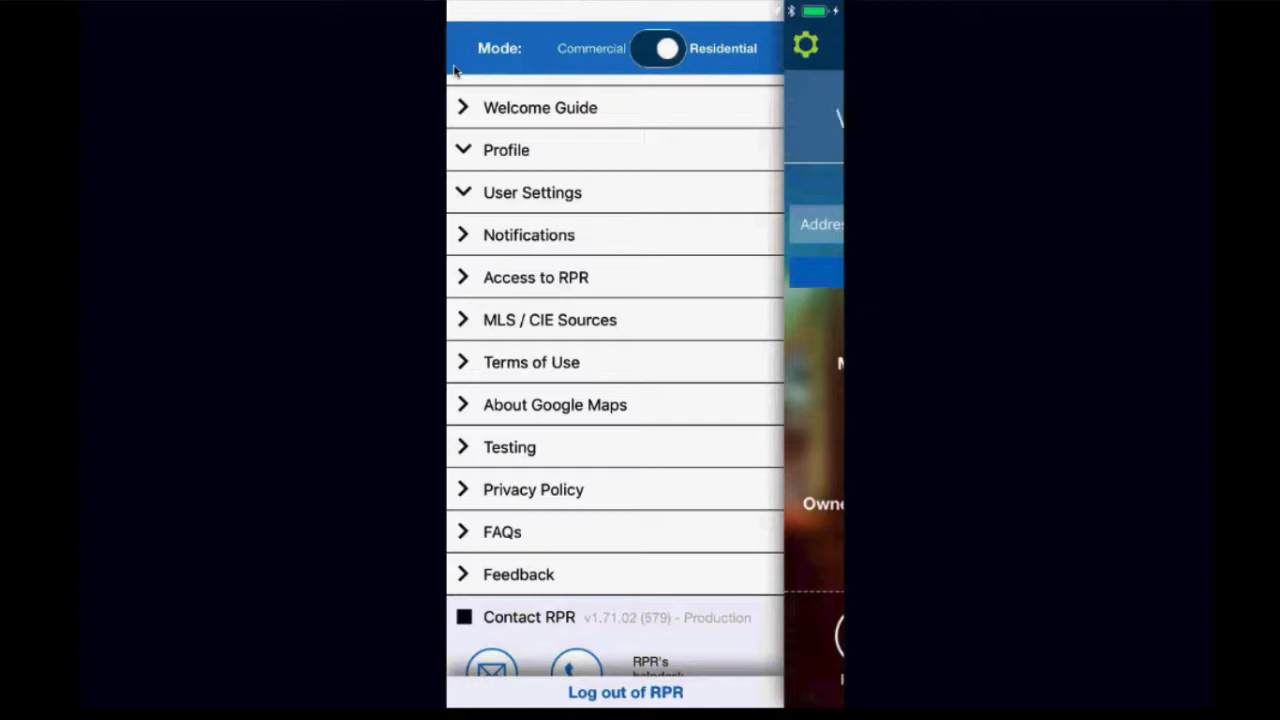 Mode: Commercial Residential
Welcome Guide
Profile
User Settings
Notifications
Access to RPR
MLS / CIE Sources
Terms of Use
About Google Maps
Testing
Privacy Policy
FAQs
Feedback
Contact RPR v1.71.02 (579) - Production
RPR's
Log out of RPR
Addre
Owne